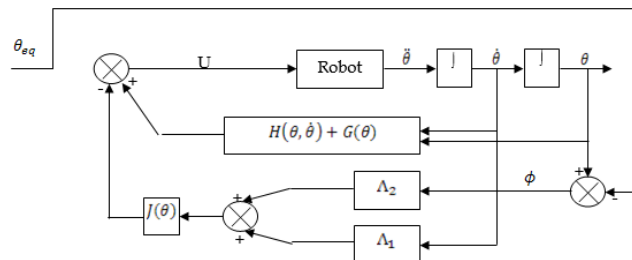 θeq
- + U Robot θ̈ ∫ θ̇ ∫ θ
H(θ, θ̇) + G(θ)
+ -
Λ2 ϕ
J(θ) + +
Λ1